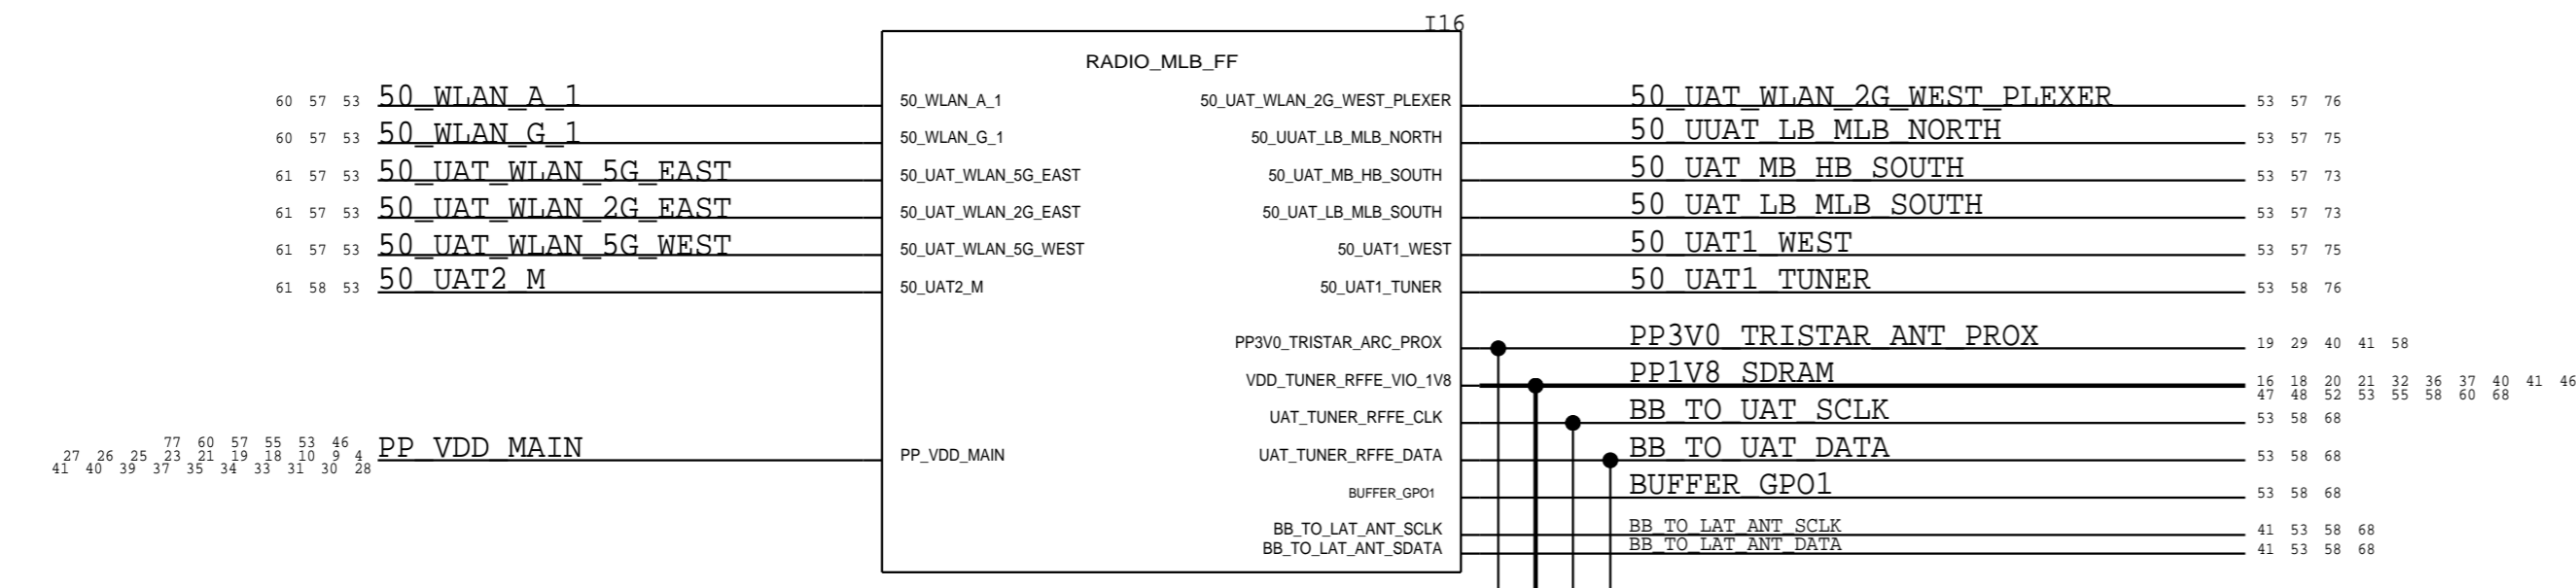 I16
RADIO_MLB_FF
60 57 53 50_WLAN_A_1 50_WLAN_A_1 50_UAT_WLAN_2G_WEST_PLEXER 50_UAT_WLAN_2G_WEST_PLEXER 53 57 76
60 57 53 50_WLAN_G_1 50_WLAN_G_1 50_UUAT_LB_MLB_NORTH 50_UUAT_LB_MLB_NORTH 53 57 75
61 57 53 50_UAT_WLAN_5G_EAST 50_UAT_WLAN_5G_EAST 50_UAT_MB_HB_SOUTH 50_UAT_MB_HB_SOUTH 53 57 73
61 57 53 50_UAT_WLAN_2G_EAST 50_UAT_WLAN_2G_EAST 50_UAT_LB_MLB_SOUTH 50_UAT_LB_MLB_SOUTH 53 57 73
61 57 53 50_UAT_WLAN_5G_WEST 50_UAT_WLAN_5G_WEST 50_UAT1_WEST 50_UAT1_WEST 53 57 75
61 58 53 50_UAT2_M 50_UAT2_M 50_UAT1_TUNER 50_UAT1_TUNER 53 58 76
PP3V0_TRISTAR_ARC_PROX PP3V0_TRISTAR_ANT_PROX 19 29 40 41 58
VDD_TUNER_RFFE_VIO_1V8 PP1V8_SDRAM 16 18 20 21 32 36 37 40 41 46
47 48 52 53 55 58 60 68
UAT_TUNER_RFFE_CLK BB_TO_UAT_SCLK 53 58 68
77 60 57 55 53 46
27 26 25 23 21 19 18 10 9 4 PP_VDD_MAIN PP_VDD_MAIN UAT_TUNER_RFFE_DATA BB_TO_UAT_DATA 53 58 68
41 40 39 37 35 34 33 31 30 28
BUFFER_GPO1 BUFFER_GPO1 53 58 68
BB_TO_LAT_ANT_SCLK BB_TO_LAT_ANT_SCLK 41 53 58 68
BB_TO_LAT_ANT_SDATA BB_TO_LAT_ANT_DATA 41 53 58 68